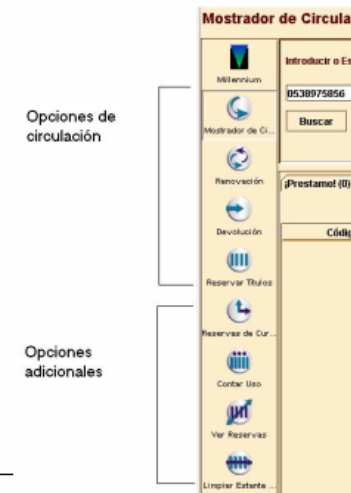 Mostrador de Circula
Opciones de
circulación
Opciones
adicionales
Millennium
Mostrador de Ci...
Renovación
Devolución
Reservar Títulos
Reservas de Cur...
Contar Uso
Ver Reservas
Limpiar Estante ...
Introducir o Es
0538975856
Buscar
¡Prestamo! (0)
Códig